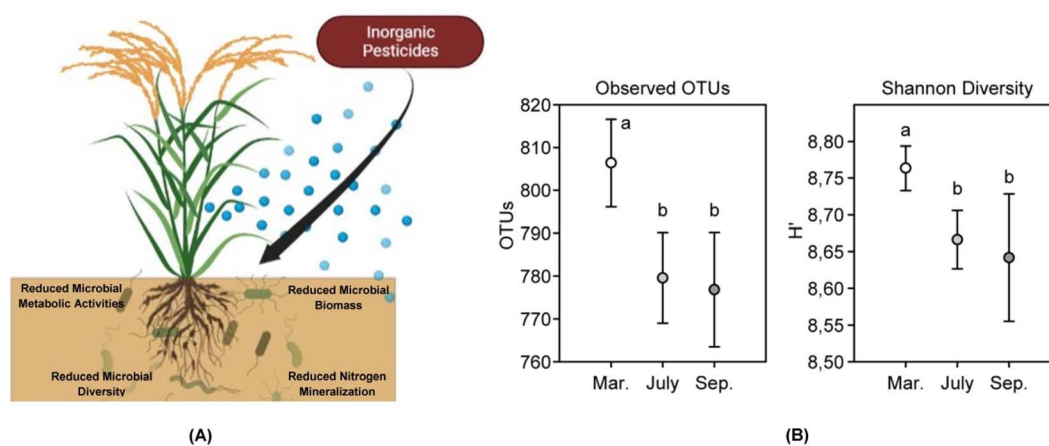 Inorganic
Pesticides
Reduced Microbial
Metabolic Activities
Reduced Microbial
Biomass
Reduced Microbial
Diversity
Reduced Nitrogen
Mineralization
(A)
Observed OTUs
820
810
800
790
780
770
760
OTUs
a
b
b
Mar.
July
Sep.
Shannon Diversity
8,80
8,75
8,70
8,65
8,60
8,55
8,50
H'
a
b
b
Mar.
July
Sep.
(B)